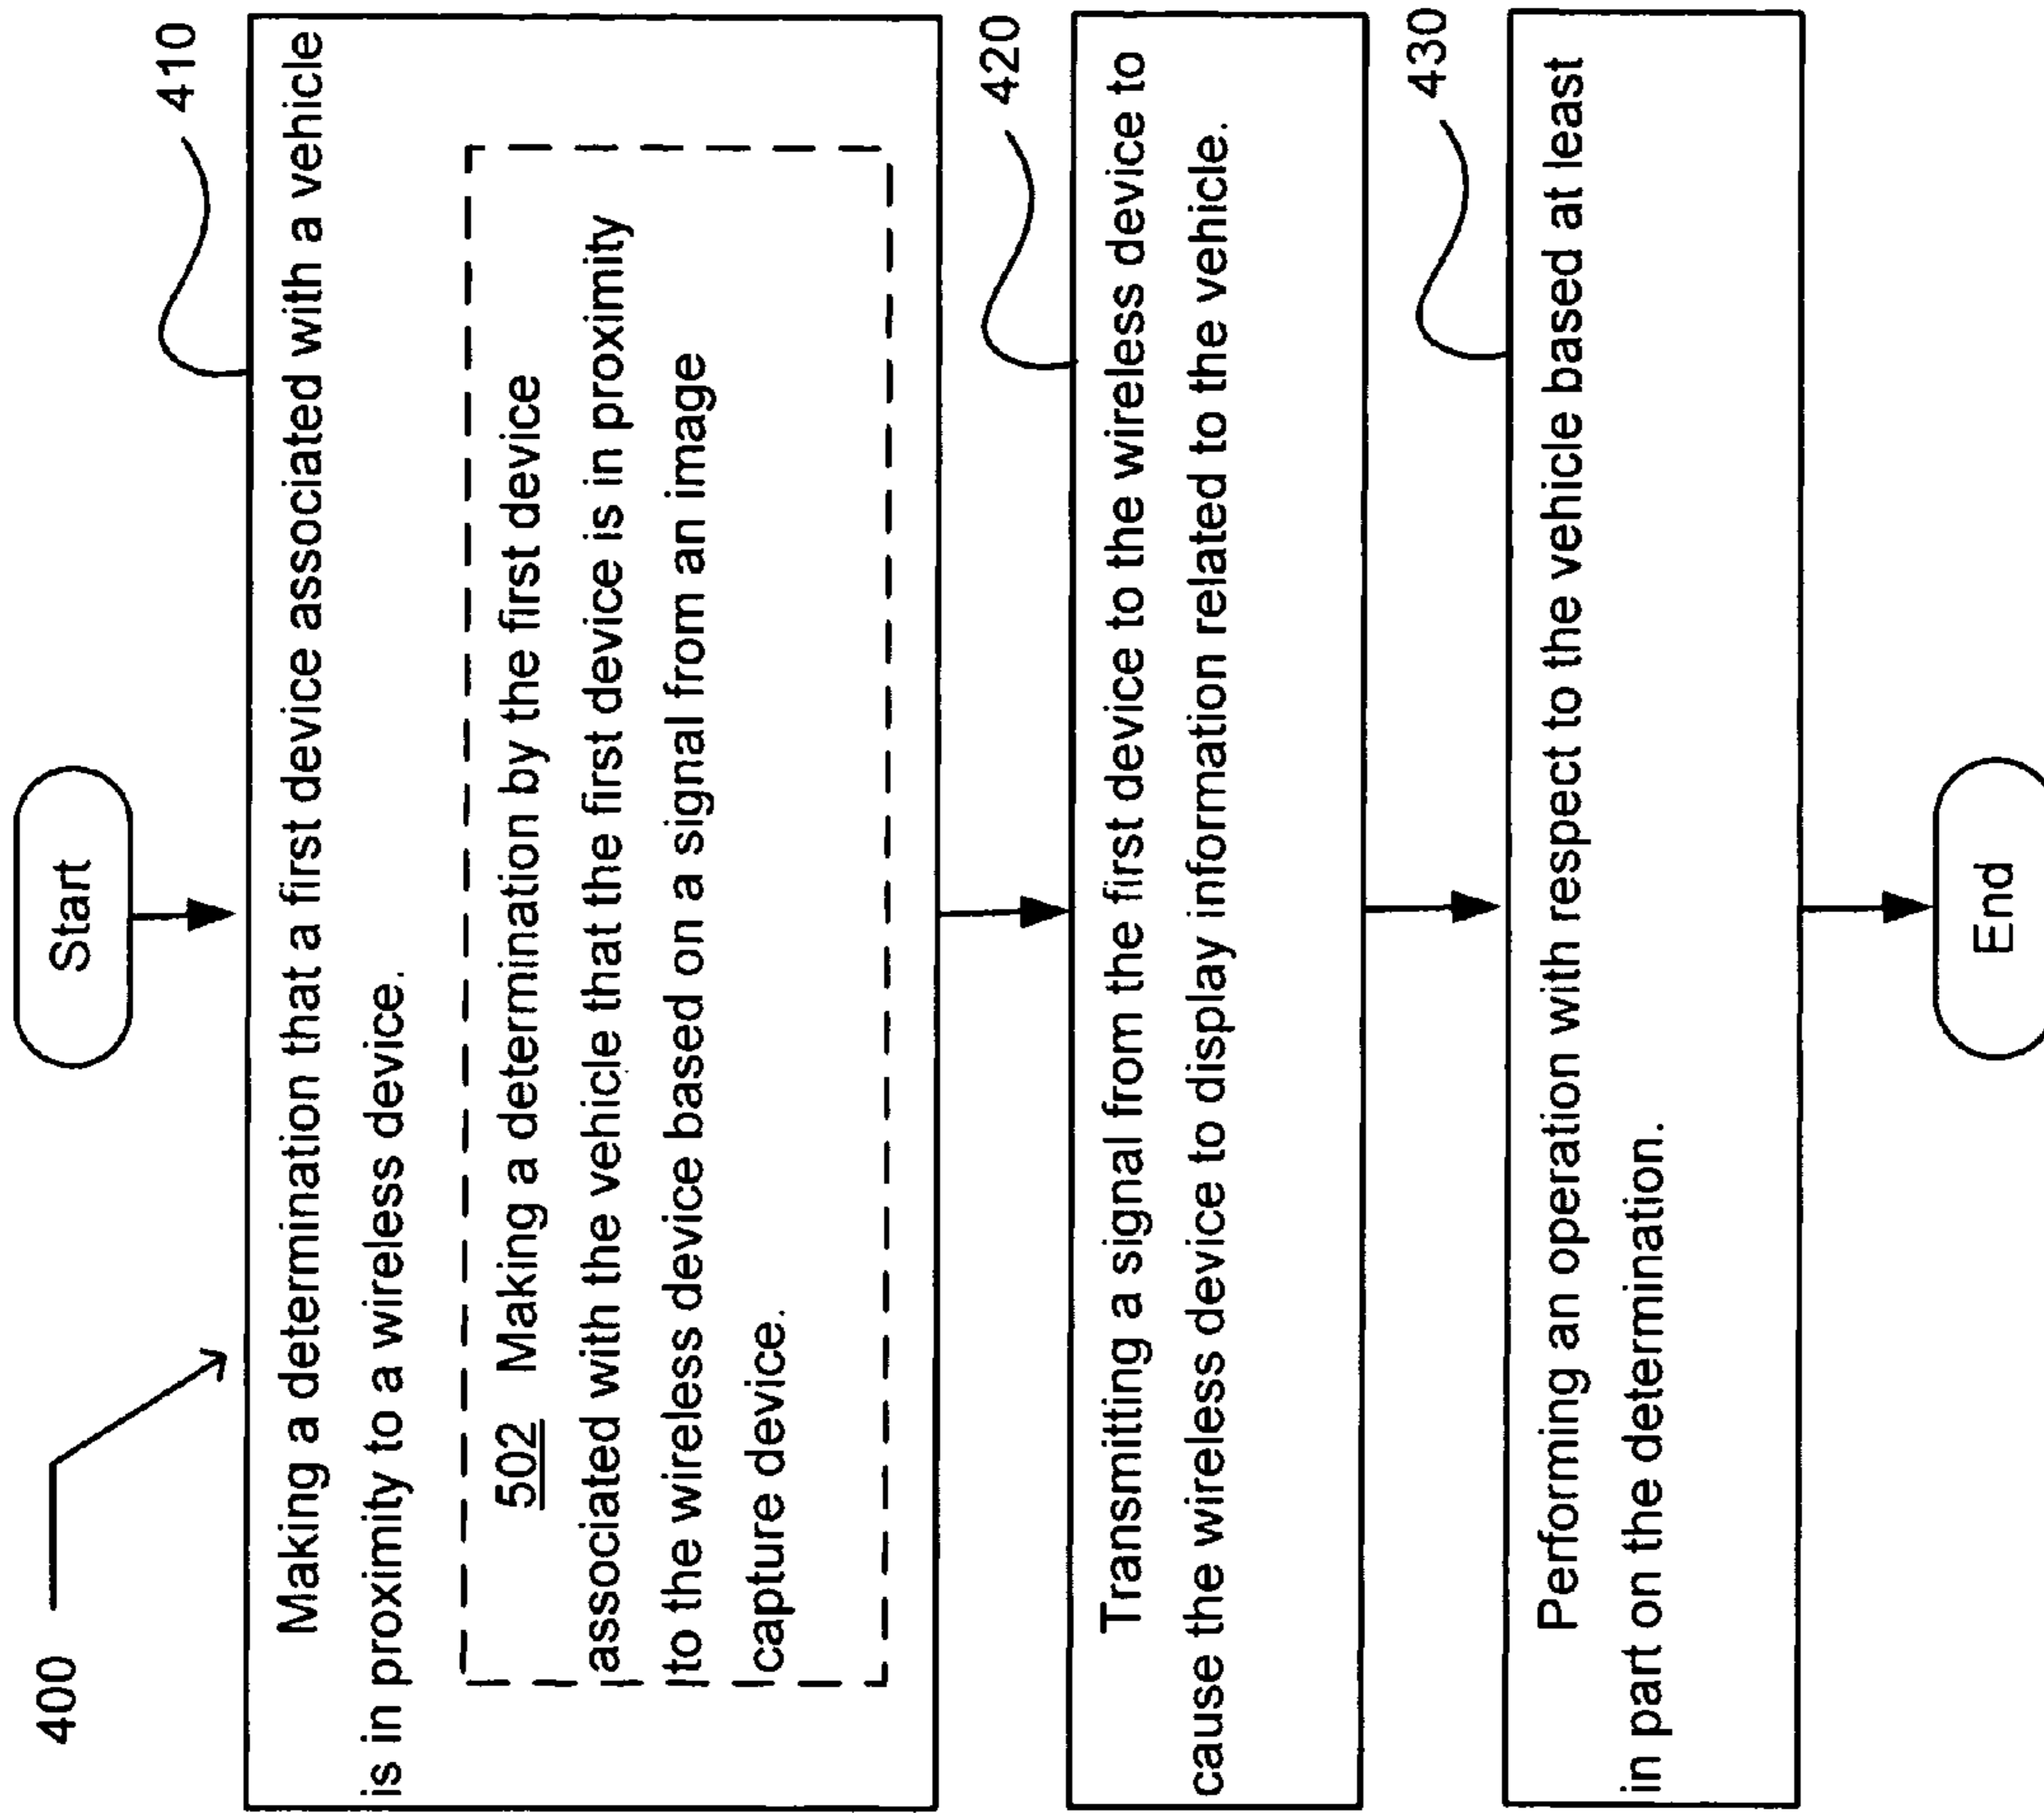 400
Start
410
Making a determination that a first device associated with a vehicle
is in proximity to a wireless device.
502 Making a determination by the first device
associated with the vehicle that the first device is in proximity
to the wireless device based on a signal from an image
capture device.
420
Transmitting a signal from the first device to the wireless device to
cause the wireless device to display information related to the vehicle.
430
Performing an operation with respect to the vehicle based at least
in part on the determination.
End